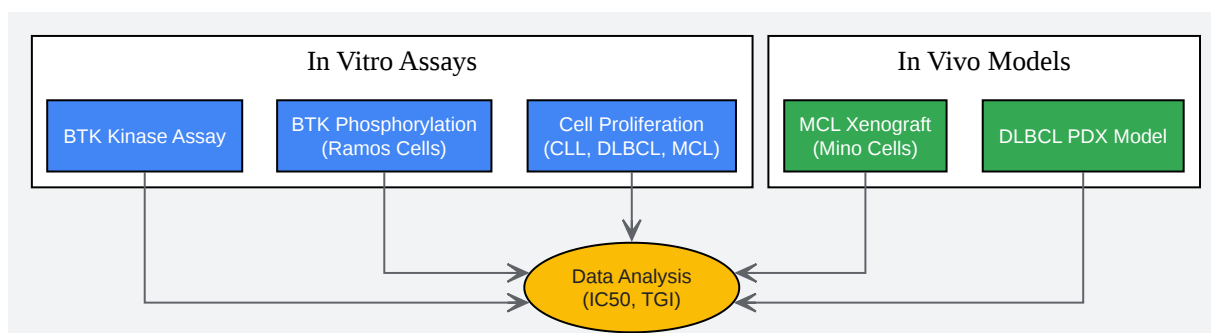 In Vitro Assays
In Vivo Models
BTK Kinase Assay
BTK Phosphorylation
(Ramos Cells)
Cell Proliferation
(CLL, DLBCL, MCL)
MCL Xenograft
(Mino Cells)
DLBCL PDX Model
Data Analysis
(IC50, TGI)